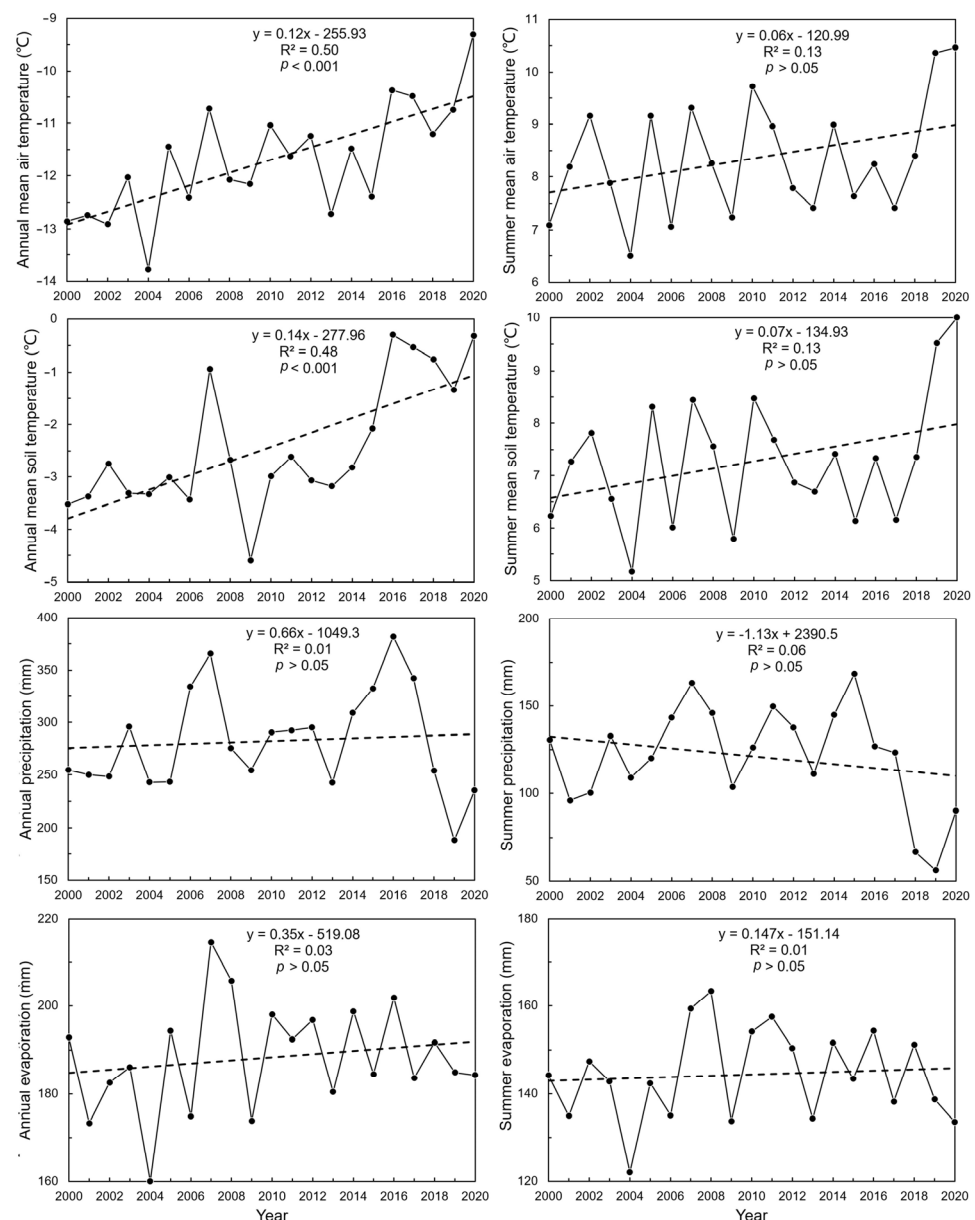 Annual mean air temperature (℃)
-9
-10
-11
-12
-13
-14
y = 0.12x - 255.93
R² = 0.50
p < 0.001
2000 2002 2004 2006 2008 2010 2012 2014 2016 2018 2020
Summer mean air temperature (℃)
11
10
9
8
7
6
y = 0.06x - 120.99
R² = 0.13
p > 0.05
2000 2002 2004 2006 2008 2010 2012 2014 2016 2018 2020
Annual mean soil temperature (℃)
0
-1
-2
-3
-4
-5
y = 0.14x - 277.96
R² = 0.48
p < 0.001
2000 2002 2004 2006 2008 2010 2012 2014 2016 2018 2020
Summer mean soil temperature (℃)
10
9
8
7
6
5
y = 0.07x - 134.93
R² = 0.13
p > 0.05
2000 2002 2004 2006 2008 2010 2012 2014 2016 2018 2020
Annual precipitation (mm)
400
350
300
250
200
150
y = 0.66x - 1049.3
R² = 0.01
p > 0.05
2000 2002 2004 2006 2008 2010 2012 2014 2016 2018 2020
Summer precipitation (mm)
200
150
100
50
y = -1.13x + 2390.5
R² = 0.06
p > 0.05
2000 2002 2004 2006 2008 2010 2012 2014 2016 2018 2020
Annual evaporation (mm)
220
200
180
160
y = 0.35x - 519.08
R² = 0.03
p > 0.05
2000 2002 2004 2006 2008 2010 2012 2014 2016 2018 2020
Year
Summer evaporation (mm)
180
160
140
120
y = 0.147x - 151.14
R² = 0.01
p > 0.05
2000 2002 2004 2006 2008 2010 2012 2014 2016 2018 2020
Year